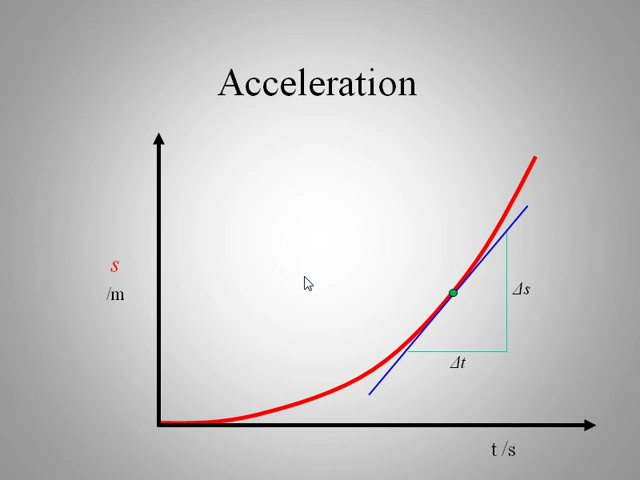 Acceleration
s
/m
Δs
Δt
t /s